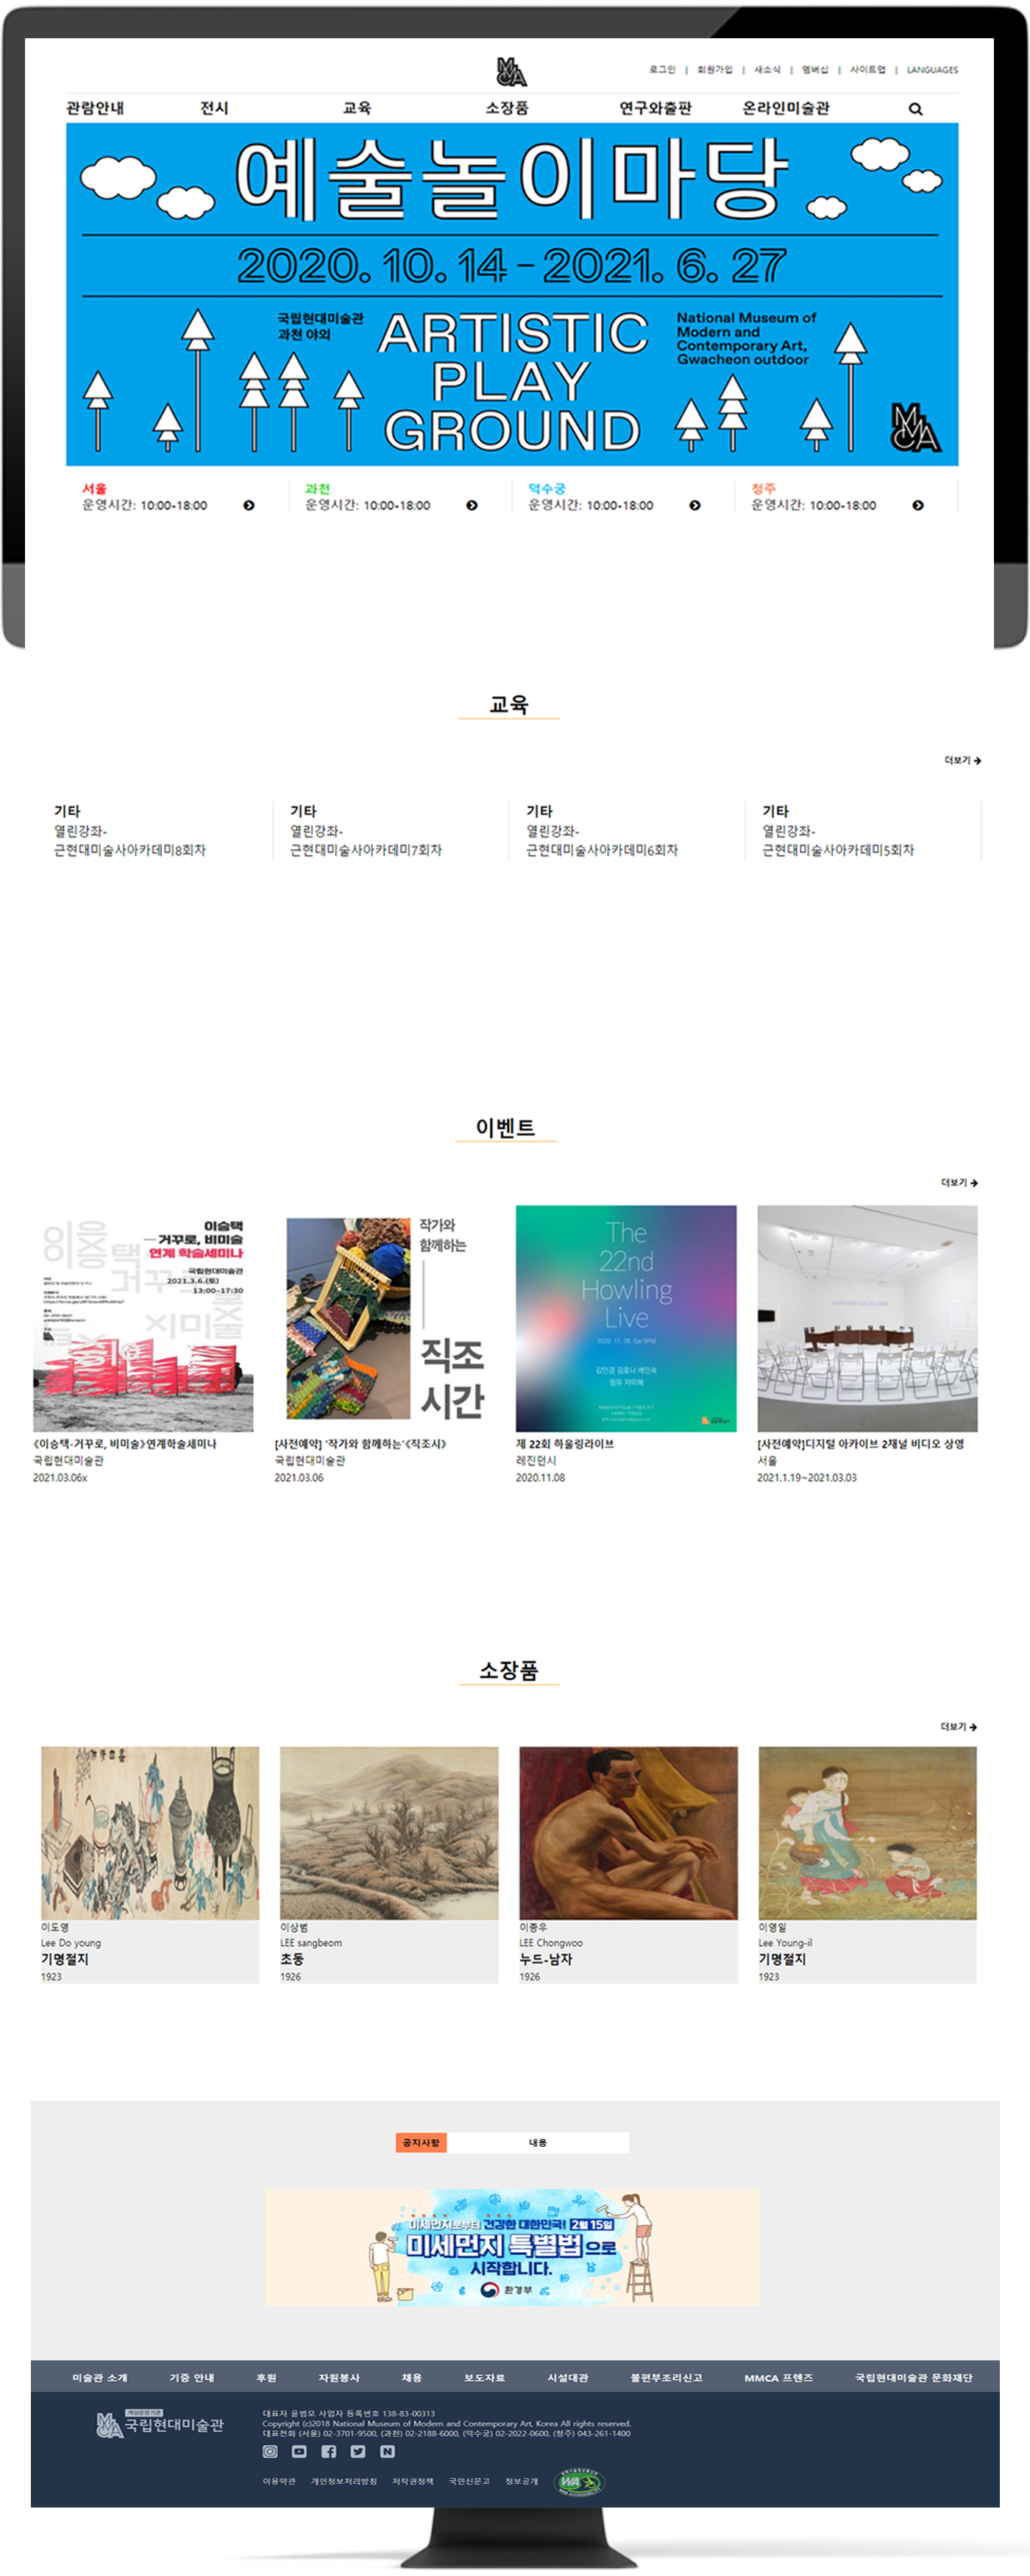 MMCA
로그인 | 회원가입 | 새소식 | 멤버십 | 사이트맵 | LANGUAGES
관람안내 전시 교육 소장품 연구와출판 온라인미술관
예술놀이마당
2020. 10. 14 – 2021. 6. 27
국립현대미술관
과천 야외
ARTISTIC
PLAY
GROUND
National Museum of
Modern and
Contemporary Art,
Gwacheon outdoor
MMCA
서울
운영시간: 10:00-18:00
과천
운영시간: 10:00-18:00
덕수궁
운영시간: 10:00-18:00
청주
운영시간: 10:00-18:00
교육
더보기
기타
열린강좌-
근현대미술사아카데미8회차
기타
열린강좌-
근현대미술사아카데미7회차
기타
열린강좌-
근현대미술사아카데미6회차
기타
열린강좌-
근현대미술사아카데미5회차
이벤트
더보기
이승택
—거꾸로, 비미술
연계 학술세미나
국립현대미술관
2021.3.6.(토)
13:00–17:30
《이승택-거꾸로, 비미술》연계학술세미나
국립현대미술관
2021.03.06x
작가와
함께하는
직조
시간
[사전예약] '작가와 함께하는'《직조시》
국립현대미술관
2021.03.06
The
22nd
Howling
Live
2020. 11. 28. Sat 5PM
제 22회 하울링라이브
레진던시
2020.11.08
[사전예약]디지털 아카이브 2채널 비디오 상영
서울
2021.1.19~2021.03.03
소장품
더보기
이도영
Lee Do young
기명절지
1923
이상범
LEE sangbeom
초동
1926
이종우
LEE Chongwoo
누드-남자
1926
이영일
Lee Young-il
기명절지
1923
공지사항 내용
미세먼지로부터 건강한 대한민국! 2월 15일
미세먼지 특별법으로
시작합니다.
환경부
미술관 소개 기증 안내 후원 자원봉사 채용 보도자료 시설대관 불편부조리신고 MMCA 프렌즈 국립현대미술관 문화재단
책임운영기관
MMCA 국립현대미술관
대표자 윤범모 사업자 등록번호 138-83-00313
Copyright (c)2018 National Museum of Modern and Contemporary Art, Korea All rights reserved.
대표전화 (서울) 02-3701-9500, (과천) 02-2188-6000, (덕수궁) 02-2022-0600, (청주) 043-261-1400
이용약관 개인정보처리방침 저작권정책 국민신문고 정보공개
WA
WEB ACCESSIBILITY